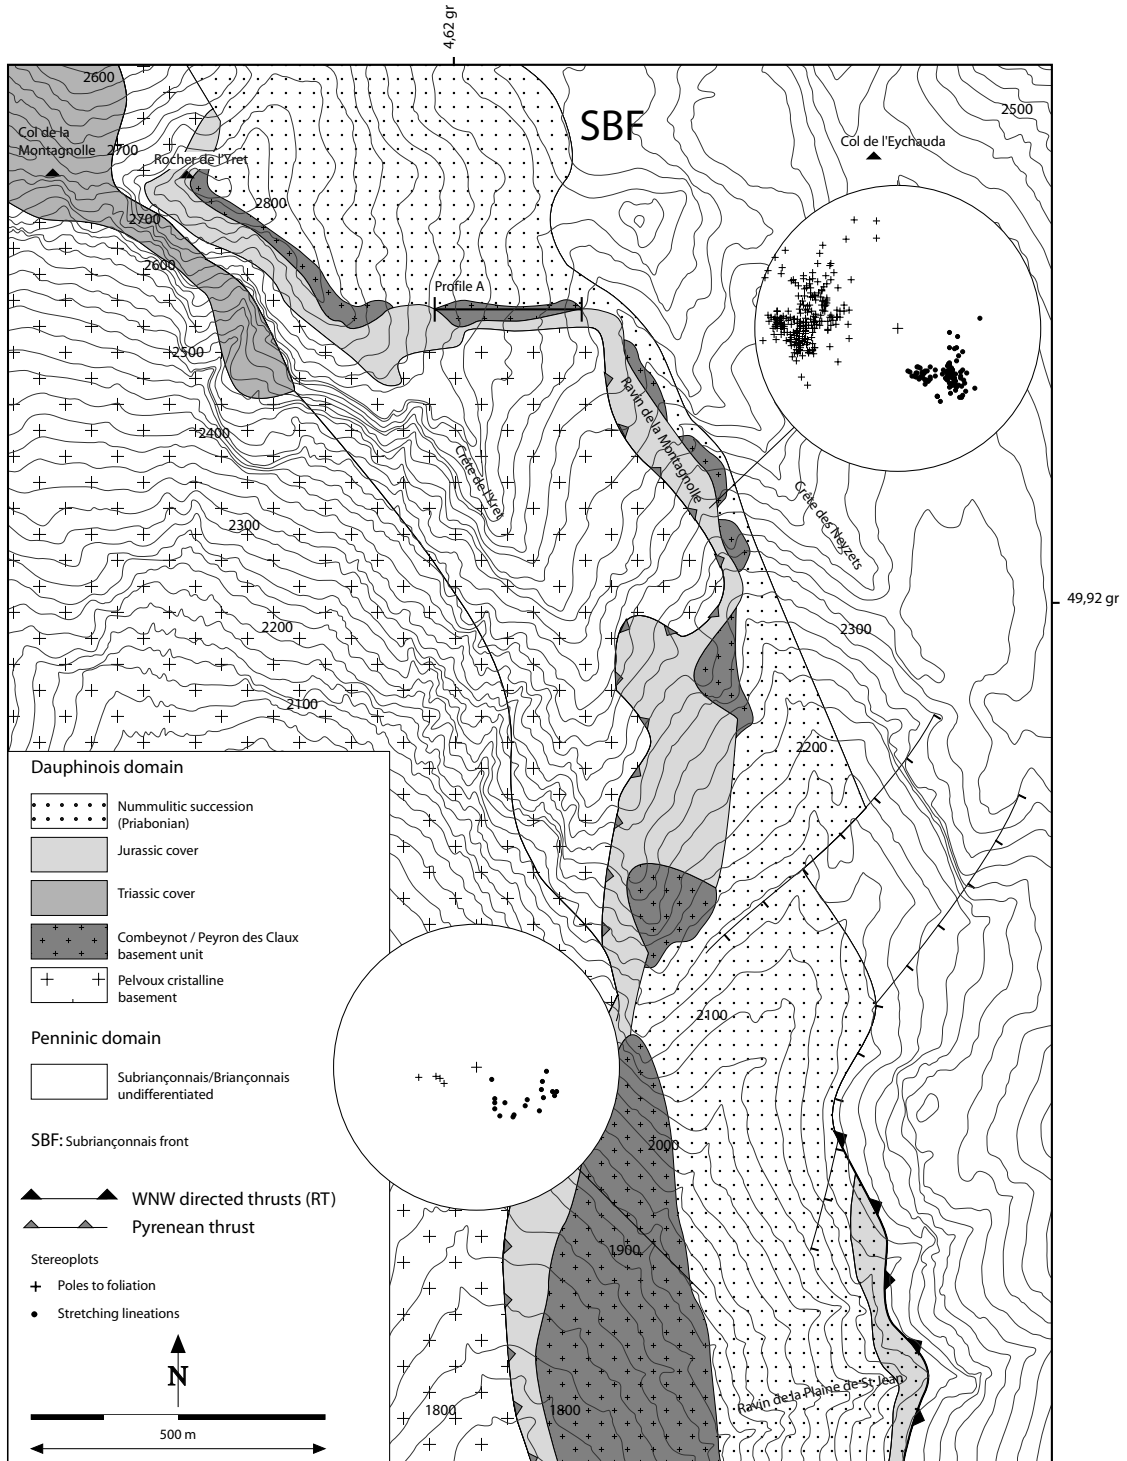 4,62 gr
2600
SBF
2500
Col de la
Montagnolle
2700
Col de l'Eychauda
Rocher de l'Yret
2800
2700
2600
Profile A
2500
Ravin de la Montagnolle
2400
Crête de l'Yret
Crête des Neyzets
2300
49,92 gr
2200
2300
2100
2200
Dauphinois domain
Nummulitic succession
(Priabonian)
Jurassic cover
Triassic cover
Combeynot / Peyron des Claux
basement unit
Pelvoux cristalline
basement
2100
Penninic domain
Subriançonnais/Briançonnais
undifferentiated
SBF: Subriançonnais front
2000
WNW directed thrusts (RT)
Pyrenean thrust
1900
Stereoplots
Poles to foliation
Stretching lineations
N
Ravin de la Plaine de St Jean
1800
1800
500 m